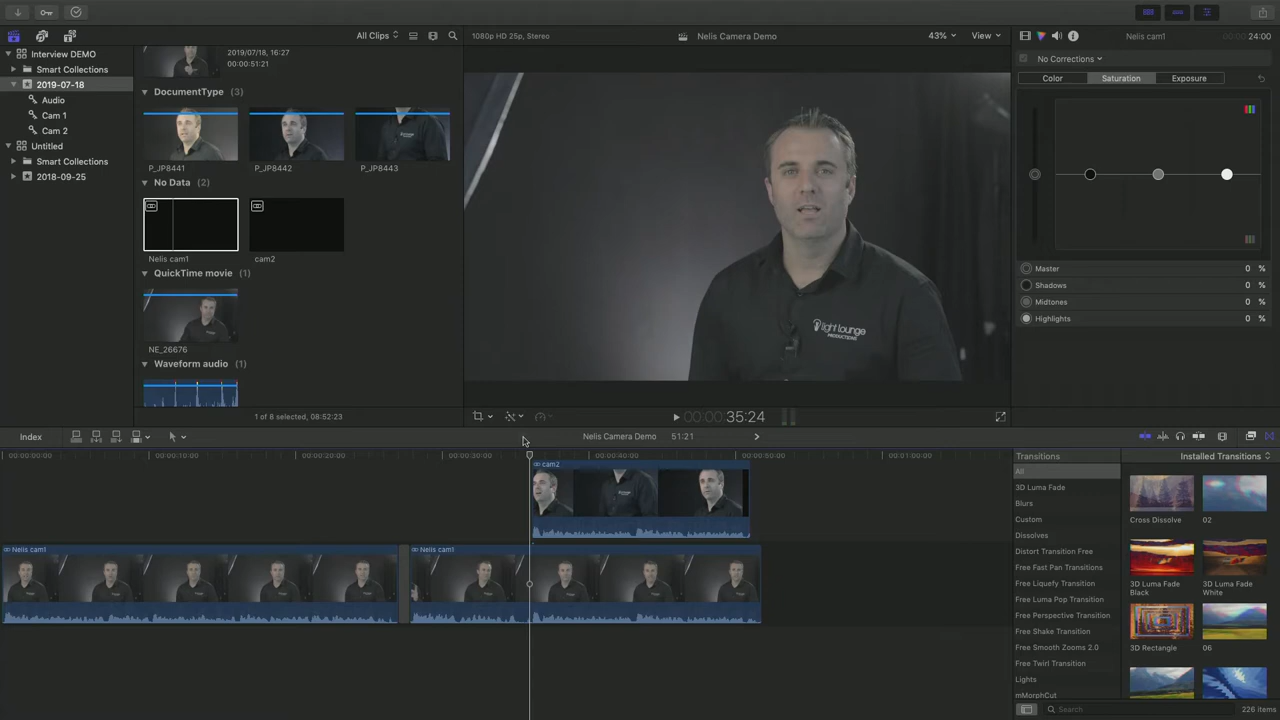 All Clips
1080p HD 25p, Stereo
Nelis Camera Demo
43%
View
Nelis cam1
00:00 24:00
Interview DEMO
Smart Collections
2019-07-18
Audio
Cam 1
Cam 2
Untitled
Smart Collections
2018-09-25
2019/07/18, 16:27
00:00:51:21
DocumentType (3)
P_JP8441
P_JP8442
P_JP8443
No Data (2)
Nelis cam1
cam2
QuickTime movie (1)
NE_26676
Waveform audio (1)
1 of 8 selected, 08:52:23
light lounge
PRODUCTIONS
00:00:35:24
No Corrections
Color
Saturation
Exposure
Master 0 %
Shadows 0 %
Midtones 0 %
Highlights 0 %
Index
Nelis Camera Demo
51:21
00:00:00:00
00:00:10:00
00:00:20:00
00:00:30:00
00:00:40:00
00:00:50:00
00:01:00:00
cam2
Nelis cam1
Nelis cam1
Transitions
Installed Transitions
All
3D Luma Fade
Blurs
Custom
Dissolves
Distort Transition Free
Free Fast Pan Transitions
Free Liquefy Transition
Free Luma Pop Transition
Free Perspective Transition
Free Shake Transition
Free Smooth Zooms 2.0
Free Twirl Transition
Lights
mMorphCut
Cross Dissolve
02
3D Luma Fade Black
3D Luma Fade White
3D Rectangle
06
Search
226 items